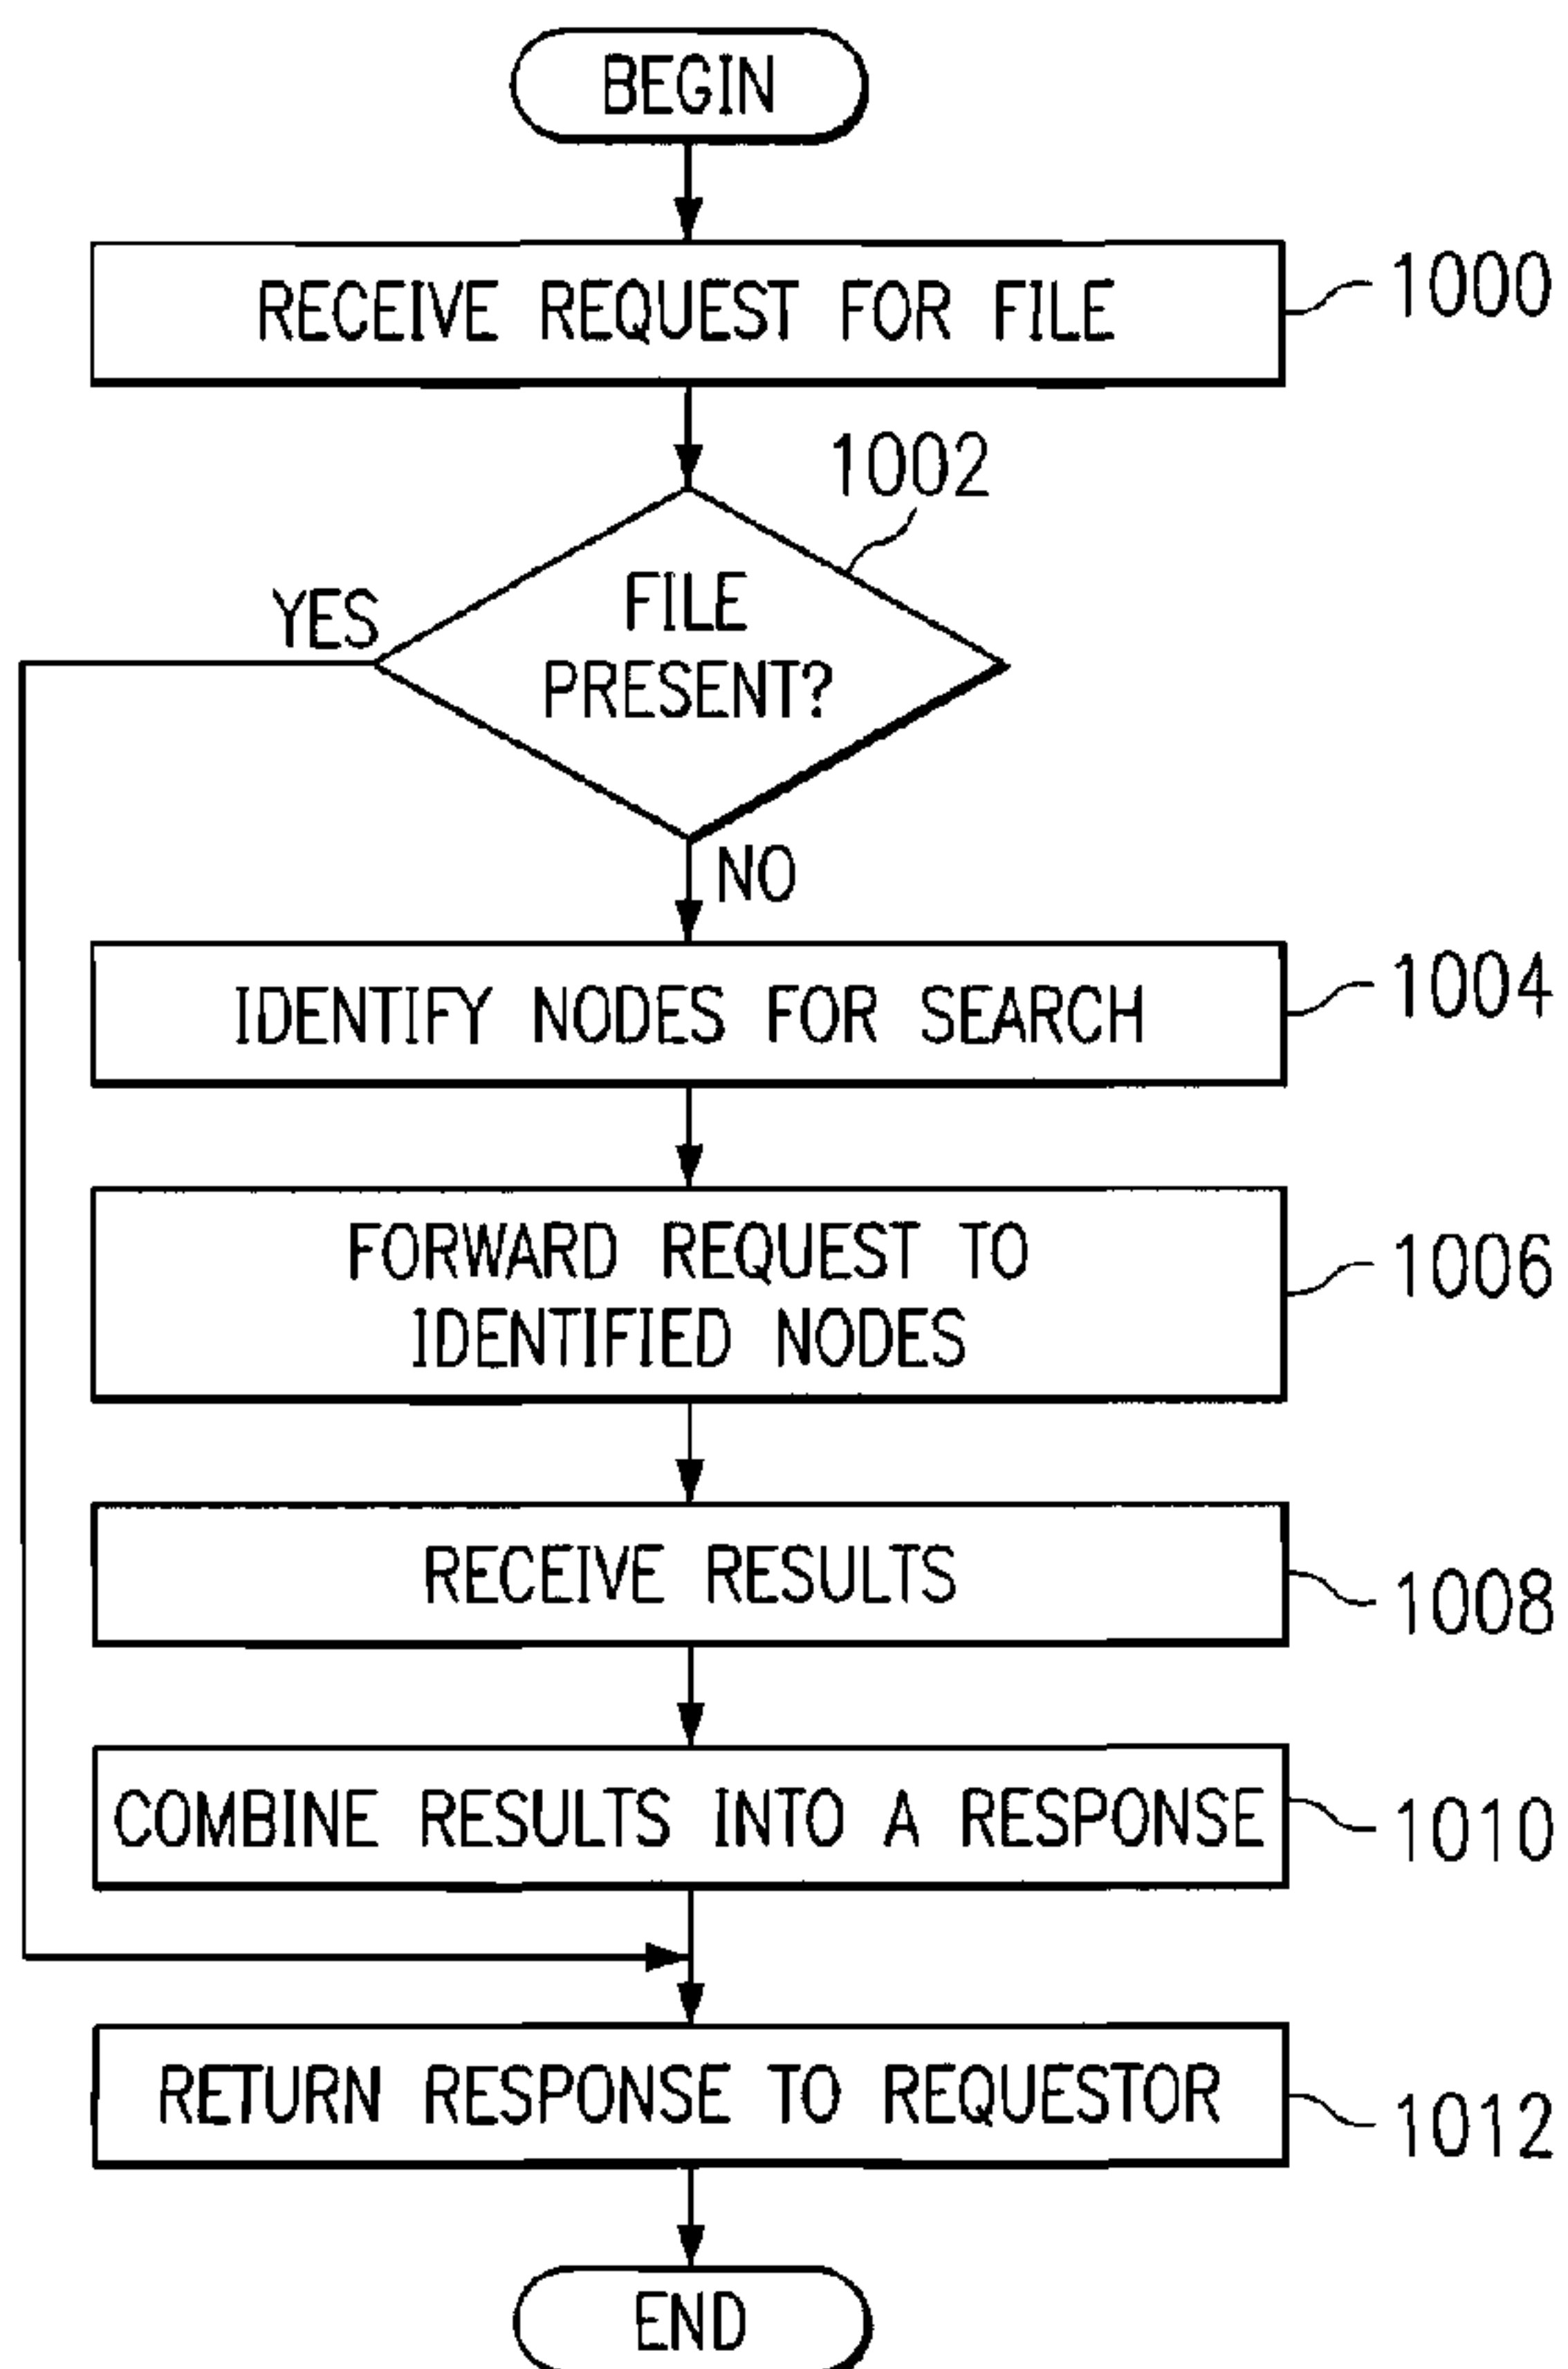 BEGIN
RECEIVE REQUEST FOR FILE
1000
1002
FILE
PRESENT?
YES
NO
IDENTIFY NODES FOR SEARCH
1004
FORWARD REQUEST TO
IDENTIFIED NODES
1006
RECEIVE RESULTS
1008
COMBINE RESULTS INTO A RESPONSE
1010
RETURN RESPONSE TO REQUESTOR
1012
END